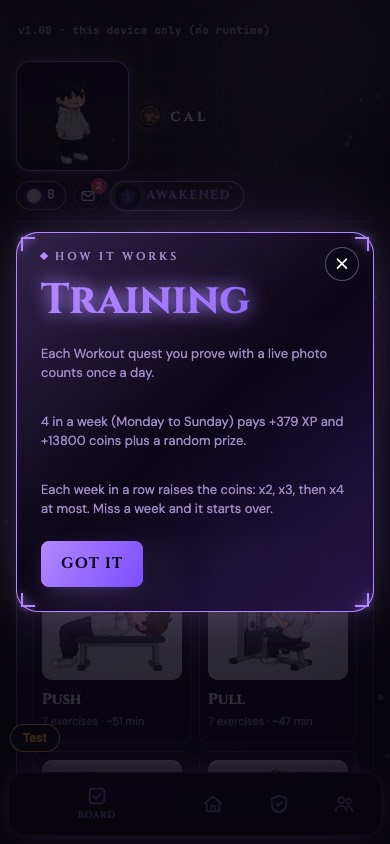 v1.00 · this device only (no runtime)
CAL
0
2
AWAKENED
HOW IT WORKS
TRAINING
Each Workout quest you prove with a live photo
counts once a day.
4 in a week (Monday to Sunday) pays +379 XP and
+13800 coins plus a random prize.
Each week in a row raises the coins: x2, x3, then x4
at most. Miss a week and it starts over.
GOT IT
PUSH
PULL
7 exercises · ~51 min
7 exercises · ~47 min
Test
BOARD